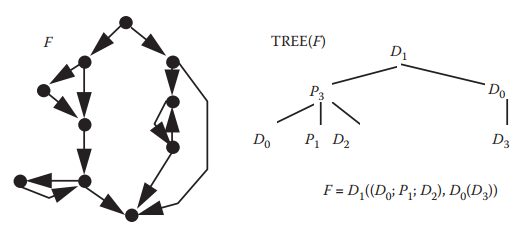 F
TREE(F)
D₁
P₃
D₀
D₀ P₁ D₂
D₃
F = D₁((D₀; P₁; D₂), D₀(D₃))